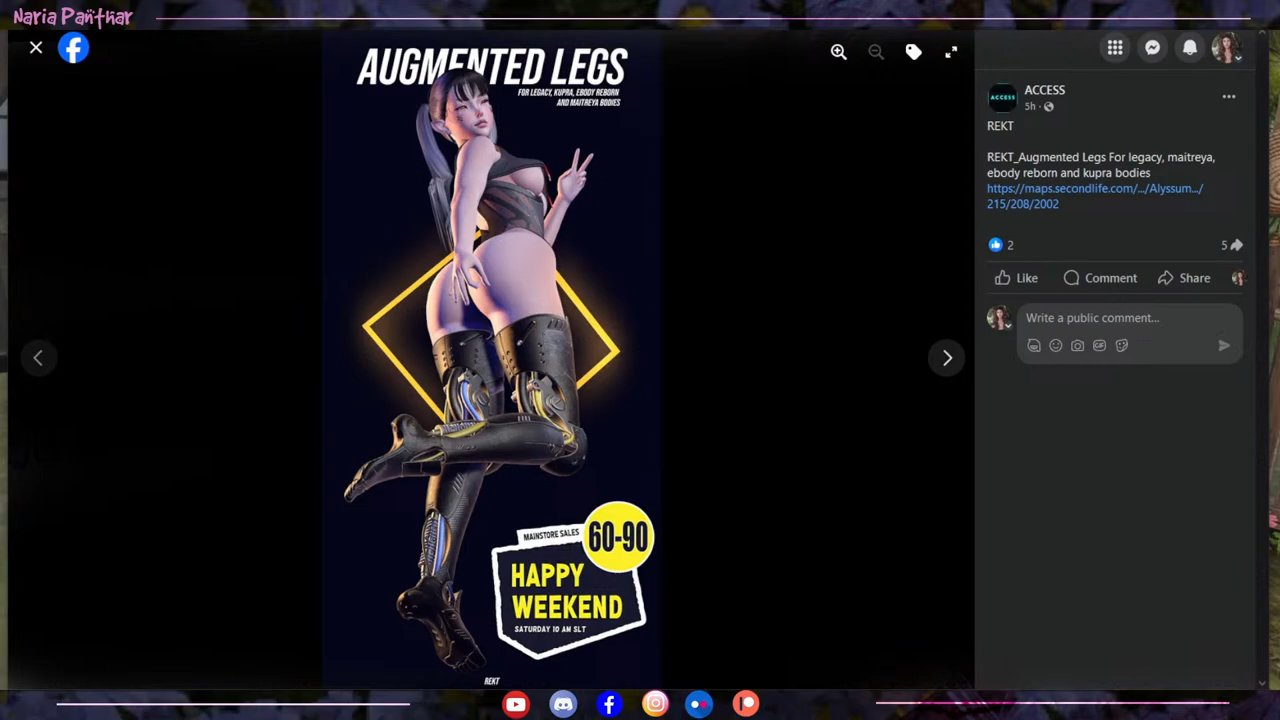 Naria Panthar
AUGMENTED LEGS
FOR LEGACY, KUPRA, EBODY REBORN
AND MAITREYA BODIES
MAINSTORE SALES
60-90
HAPPY
WEEKEND
SATURDAY 10 AM SLT
REKT
ACCESS
ACCESS
5h
REKT
REKT_Augmented Legs For legacy, maitreya,
ebody reborn and kupra bodies
https://maps.secondlife.com/.../Alyssum.../
215/208/2002
2
5
Like
Comment
Share
Write a public comment...
GIF